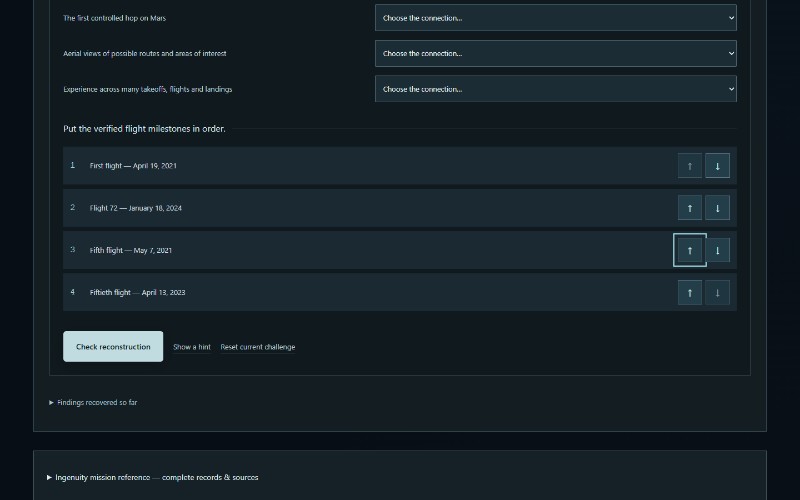 The first controlled hop on Mars
Choose the connection...
Aerial views of possible routes and areas of interest
Choose the connection...
Experience across many takeoffs, flights and landings
Choose the connection...
Put the verified flight milestones in order.
1 First flight — April 19, 2021 ↑ ↓
2 Flight 72 — January 18, 2024 ↑ ↓
3 Fifth flight — May 7, 2021 ↑ ↓
4 Fiftieth flight — April 13, 2023 ↑ ↓
Check reconstruction Show a hint Reset current challenge
▶ Findings recovered so far
▶ Ingenuity mission reference — complete records & sources